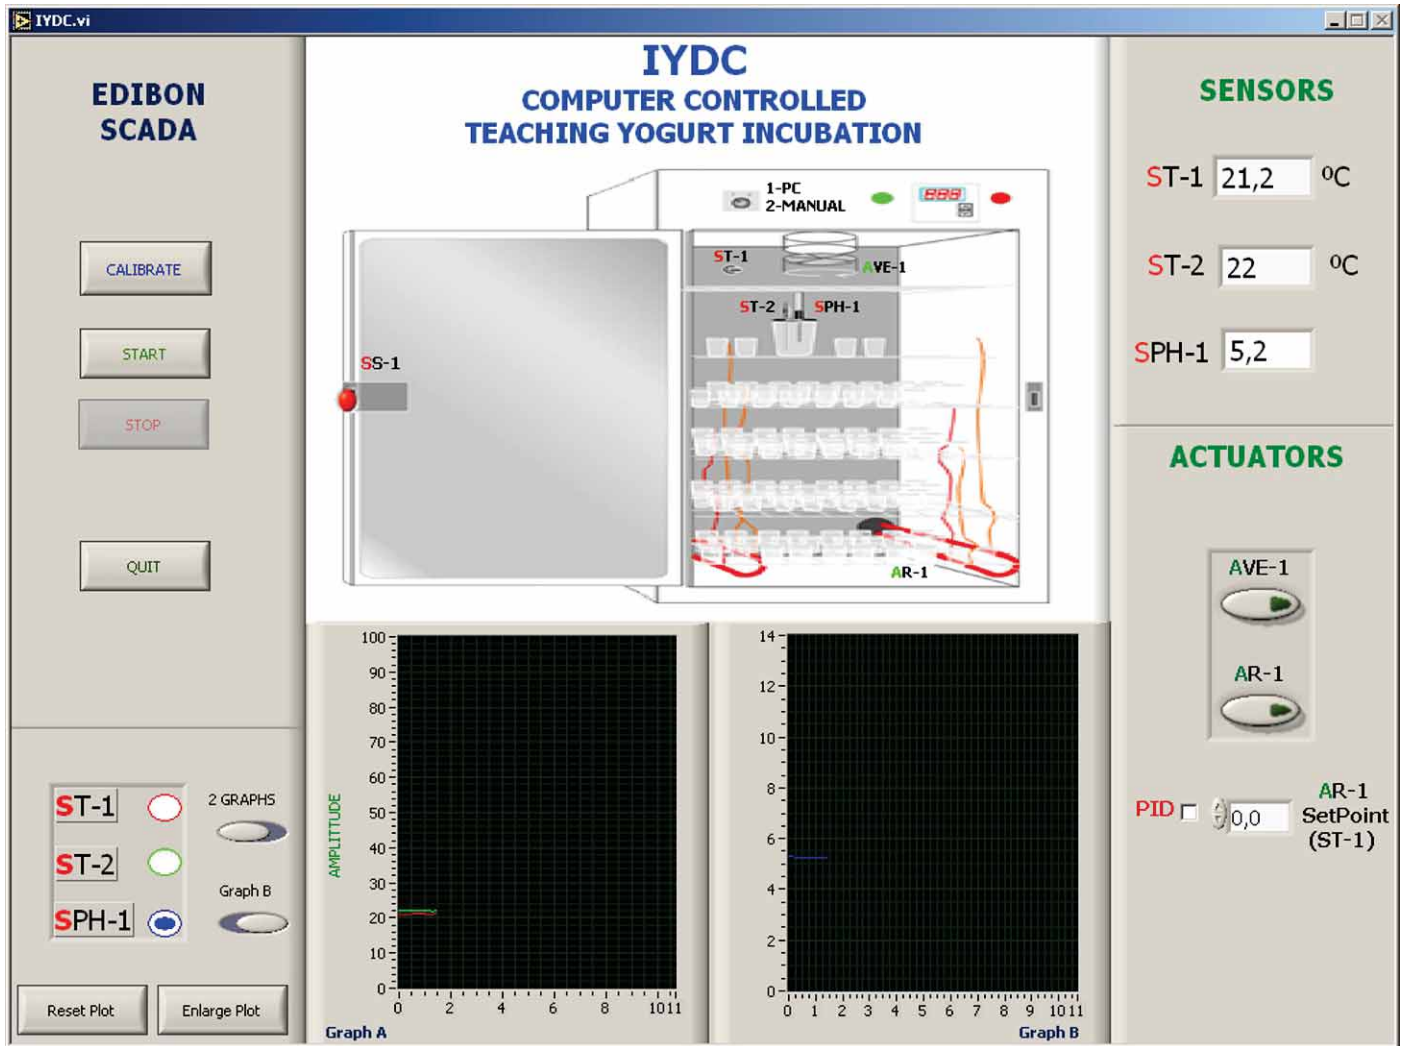 IYDC.vi
EDIBON
SCADA
CALIBRATE
START
STOP
QUIT
ST-1
ST-2
SPH-1
2 GRAPHS
Graph B
Reset Plot
Enlarge Plot
IYDC
COMPUTER CONTROLLED
TEACHING YOGURT INCUBATION
1-PC
2-MANUAL
888
ST-1
AVE-1
ST-2
SPH-1
SS-1
AR-1
AMPLITTUDE
100
90
80
70
60
50
40
30
20
10
0
0 2 4 6 8 10 11
Graph A
14
12
10
8
6
4
2
0
0 1 2 3 4 5 6 7 8 9 10 11
Graph B
SENSORS
ST-1 21,2 ºC
ST-2 22 ºC
SPH-1 5,2
ACTUATORS
AVE-1
AR-1
PID 0,0
AR-1
SetPoint
(ST-1)